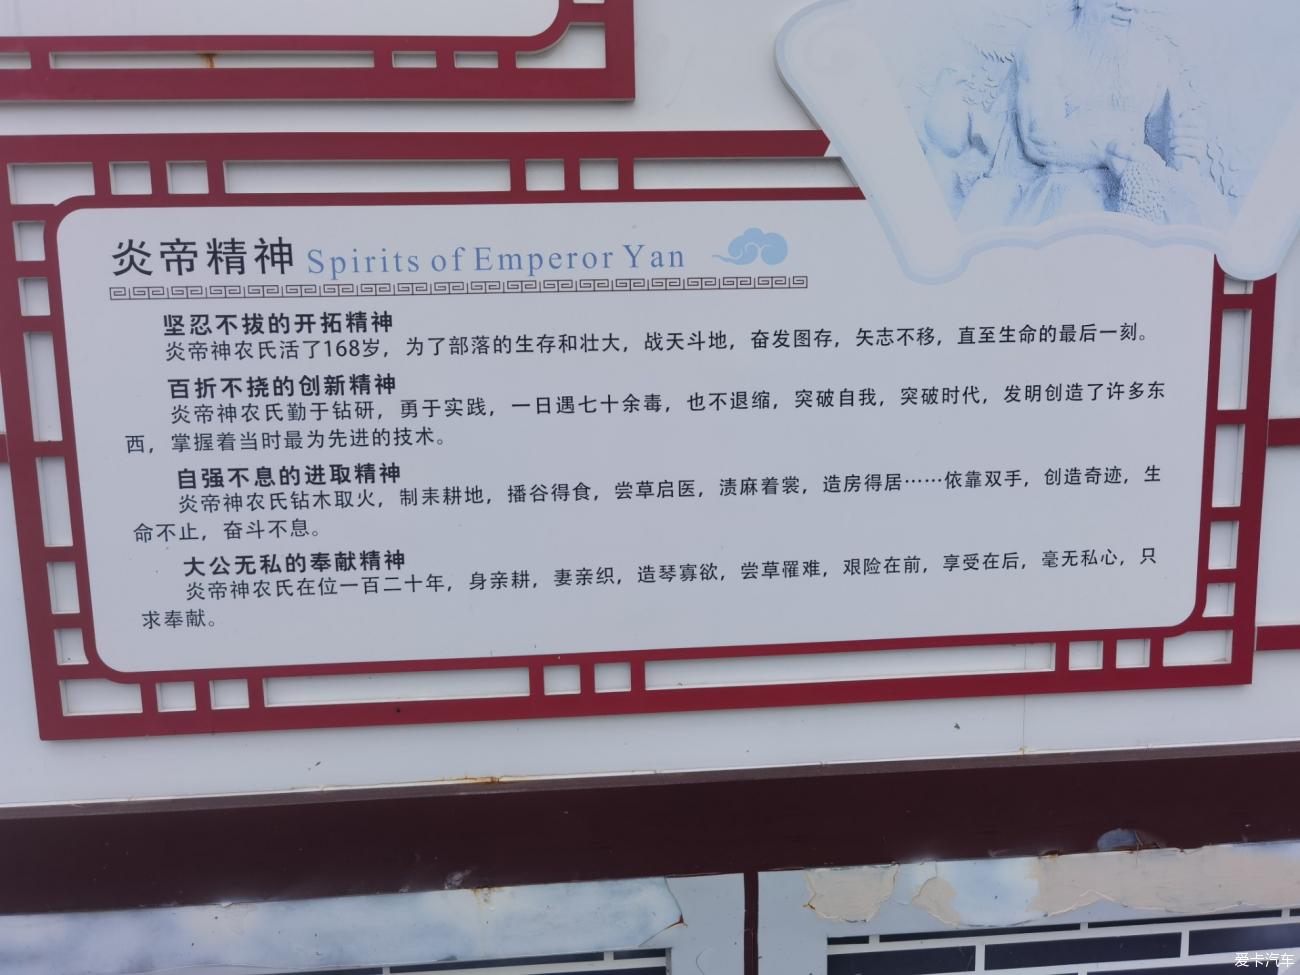 炎帝精神 Spirits of Emperor Yan
坚忍不拔的开拓精神
炎帝神农氏活了168岁，为了部落的生存和壮大，战天斗地，奋发图存，矢志不移，直至生命的最后一刻。
百折不挠的创新精神
炎帝神农氏勤于钻研，勇于实践，一日遇七十余毒，也不退缩，突破自我，突破时代，发明创造了许多东
西，掌握着当时最为先进的技术。
自强不息的进取精神
炎帝神农氏钻木取火，制耒耕地，播谷得食，尝草启医，渍麻着裳，造房得居……依靠双手，创造奇迹，生
命不止，奋斗不息。
大公无私的奉献精神
炎帝神农氏在位一百二十年，身亲耕，妻亲织，造琴寡欲，尝草罹难，艰险在前，享受在后，毫无私心，只
求奉献。
爱卡汽车